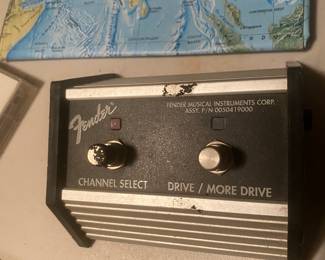 Fender
FENDER MUSICAL INSTRUMENTS CORP.
ASSY. P/N 0050419000
CHANNEL SELECT
DRIVE / MORE DRIVE